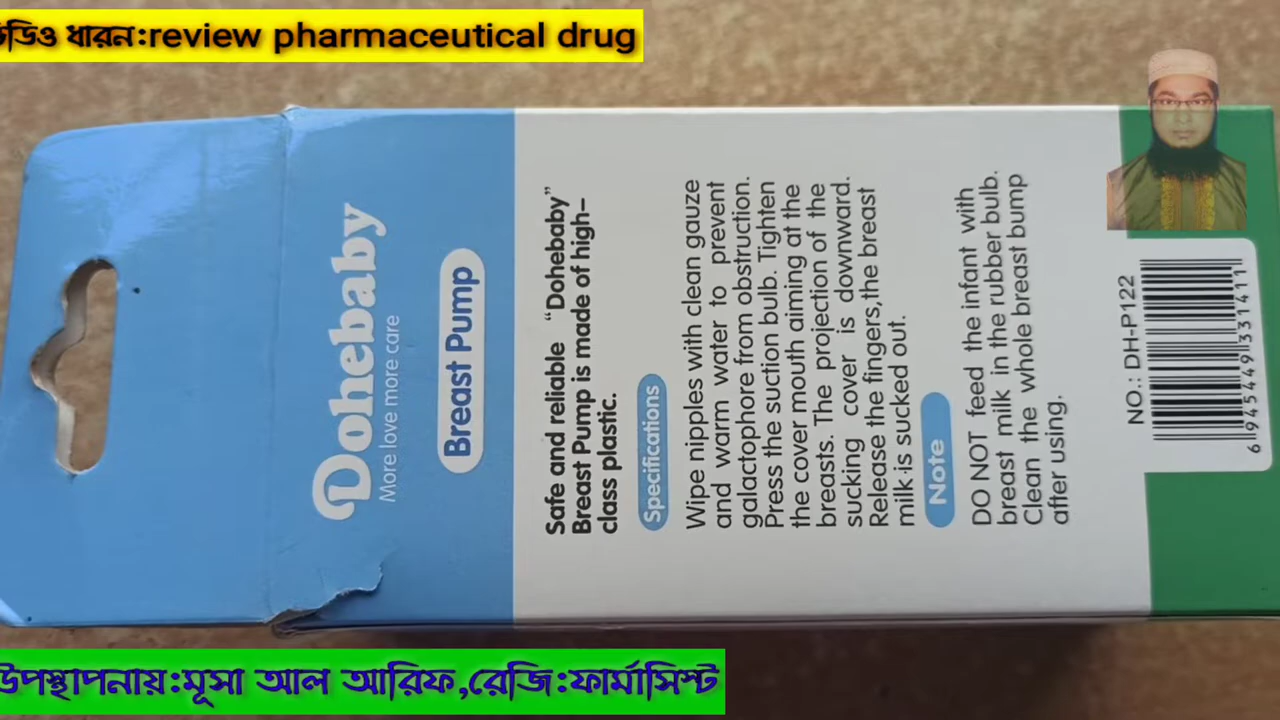 ডিও ধারন:review pharmaceutical drug
Dohebaby
More love more care
Breast Pump
Safe and reliable “Dohebaby”
Breast Pump is made of high–
class plastic.
Specifications
Wipe nipples with clean gauze
and warm water to prevent
galactophore from obstruction.
Press the suction bulb. Tighten
the cover mouth aiming at the
breasts. The projection of the
sucking cover is downward.
Release the fingers,the breast
milk is sucked out.
Note
DO NOT feed the infant with
breast milk in the rubber bulb.
Clean the whole breast bump
after using.
NO.: DH-P122
6 945449 331411
উপস্থাপনায়:মূসা আল আরিফ,রেজি:ফার্মাসিস্ট